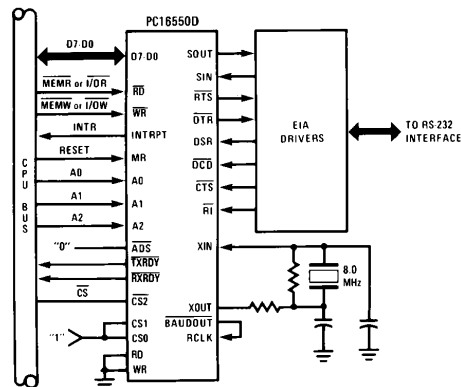 PC16550D
D7-D0
D7-D0
MEMR or I/OR
RD
MEMW or I/OW
WR
INTR
INTRPT
RESET
MR
A0
A0
A1
A1
A2
A2
"0"
ADS
TXRDY
RXRDY
CS
CS2
"1"
CS1
CS0
RD
WR
CPU BUS
SOUT
SIN
RTS
DTR
DSR
DCD
CTS
RI
XIN
XOUT
BAUDOUT
RCLK
EIA
DRIVERS
TO RS-232
INTERFACE
8.0
MHz